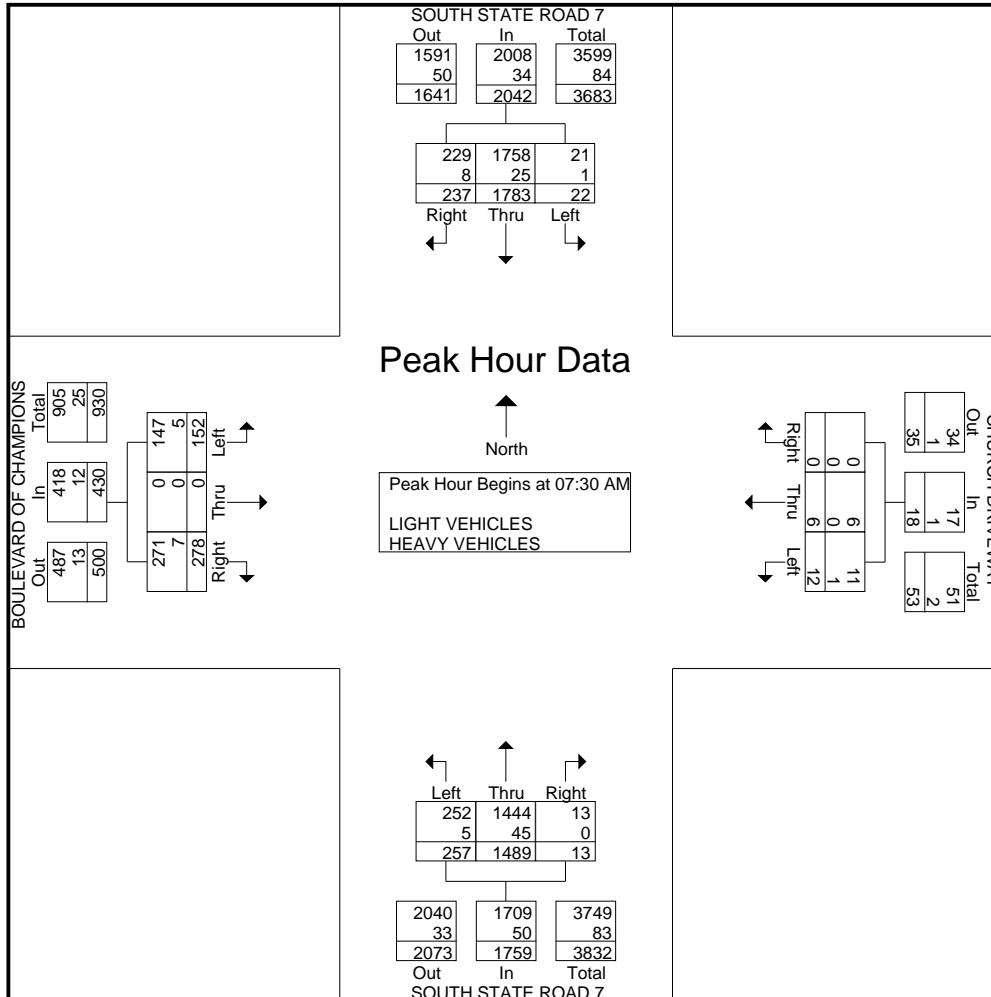 SOUTH STATE ROAD 7
Out In Total
1591 2008 3599
50 34 84
1641 2042 3683
229 1758 21
8 25 1
237 1783 22
Right Thru Left
Peak Hour Data
North
Peak Hour Begins at 07:30 AM
LIGHT VEHICLES
HEAVY VEHICLES
BOULEVARD OF CHAMPIONS
Out In Total
487 418 905
13 12 25
500 430 930
271 0 147
7 0 5
278 0 152
Right Thru Left
Out In Total
34 17 51
1 1 2
35 18 53
0 6 11
0 0 1
0 6 12
Right Thru Left
Left Thru Right
252 1444 13
5 45 0
257 1489 13
2040 1709 3749
33 50 83
2073 1759 3832
Out In Total
SOUTH STATE ROAD 7